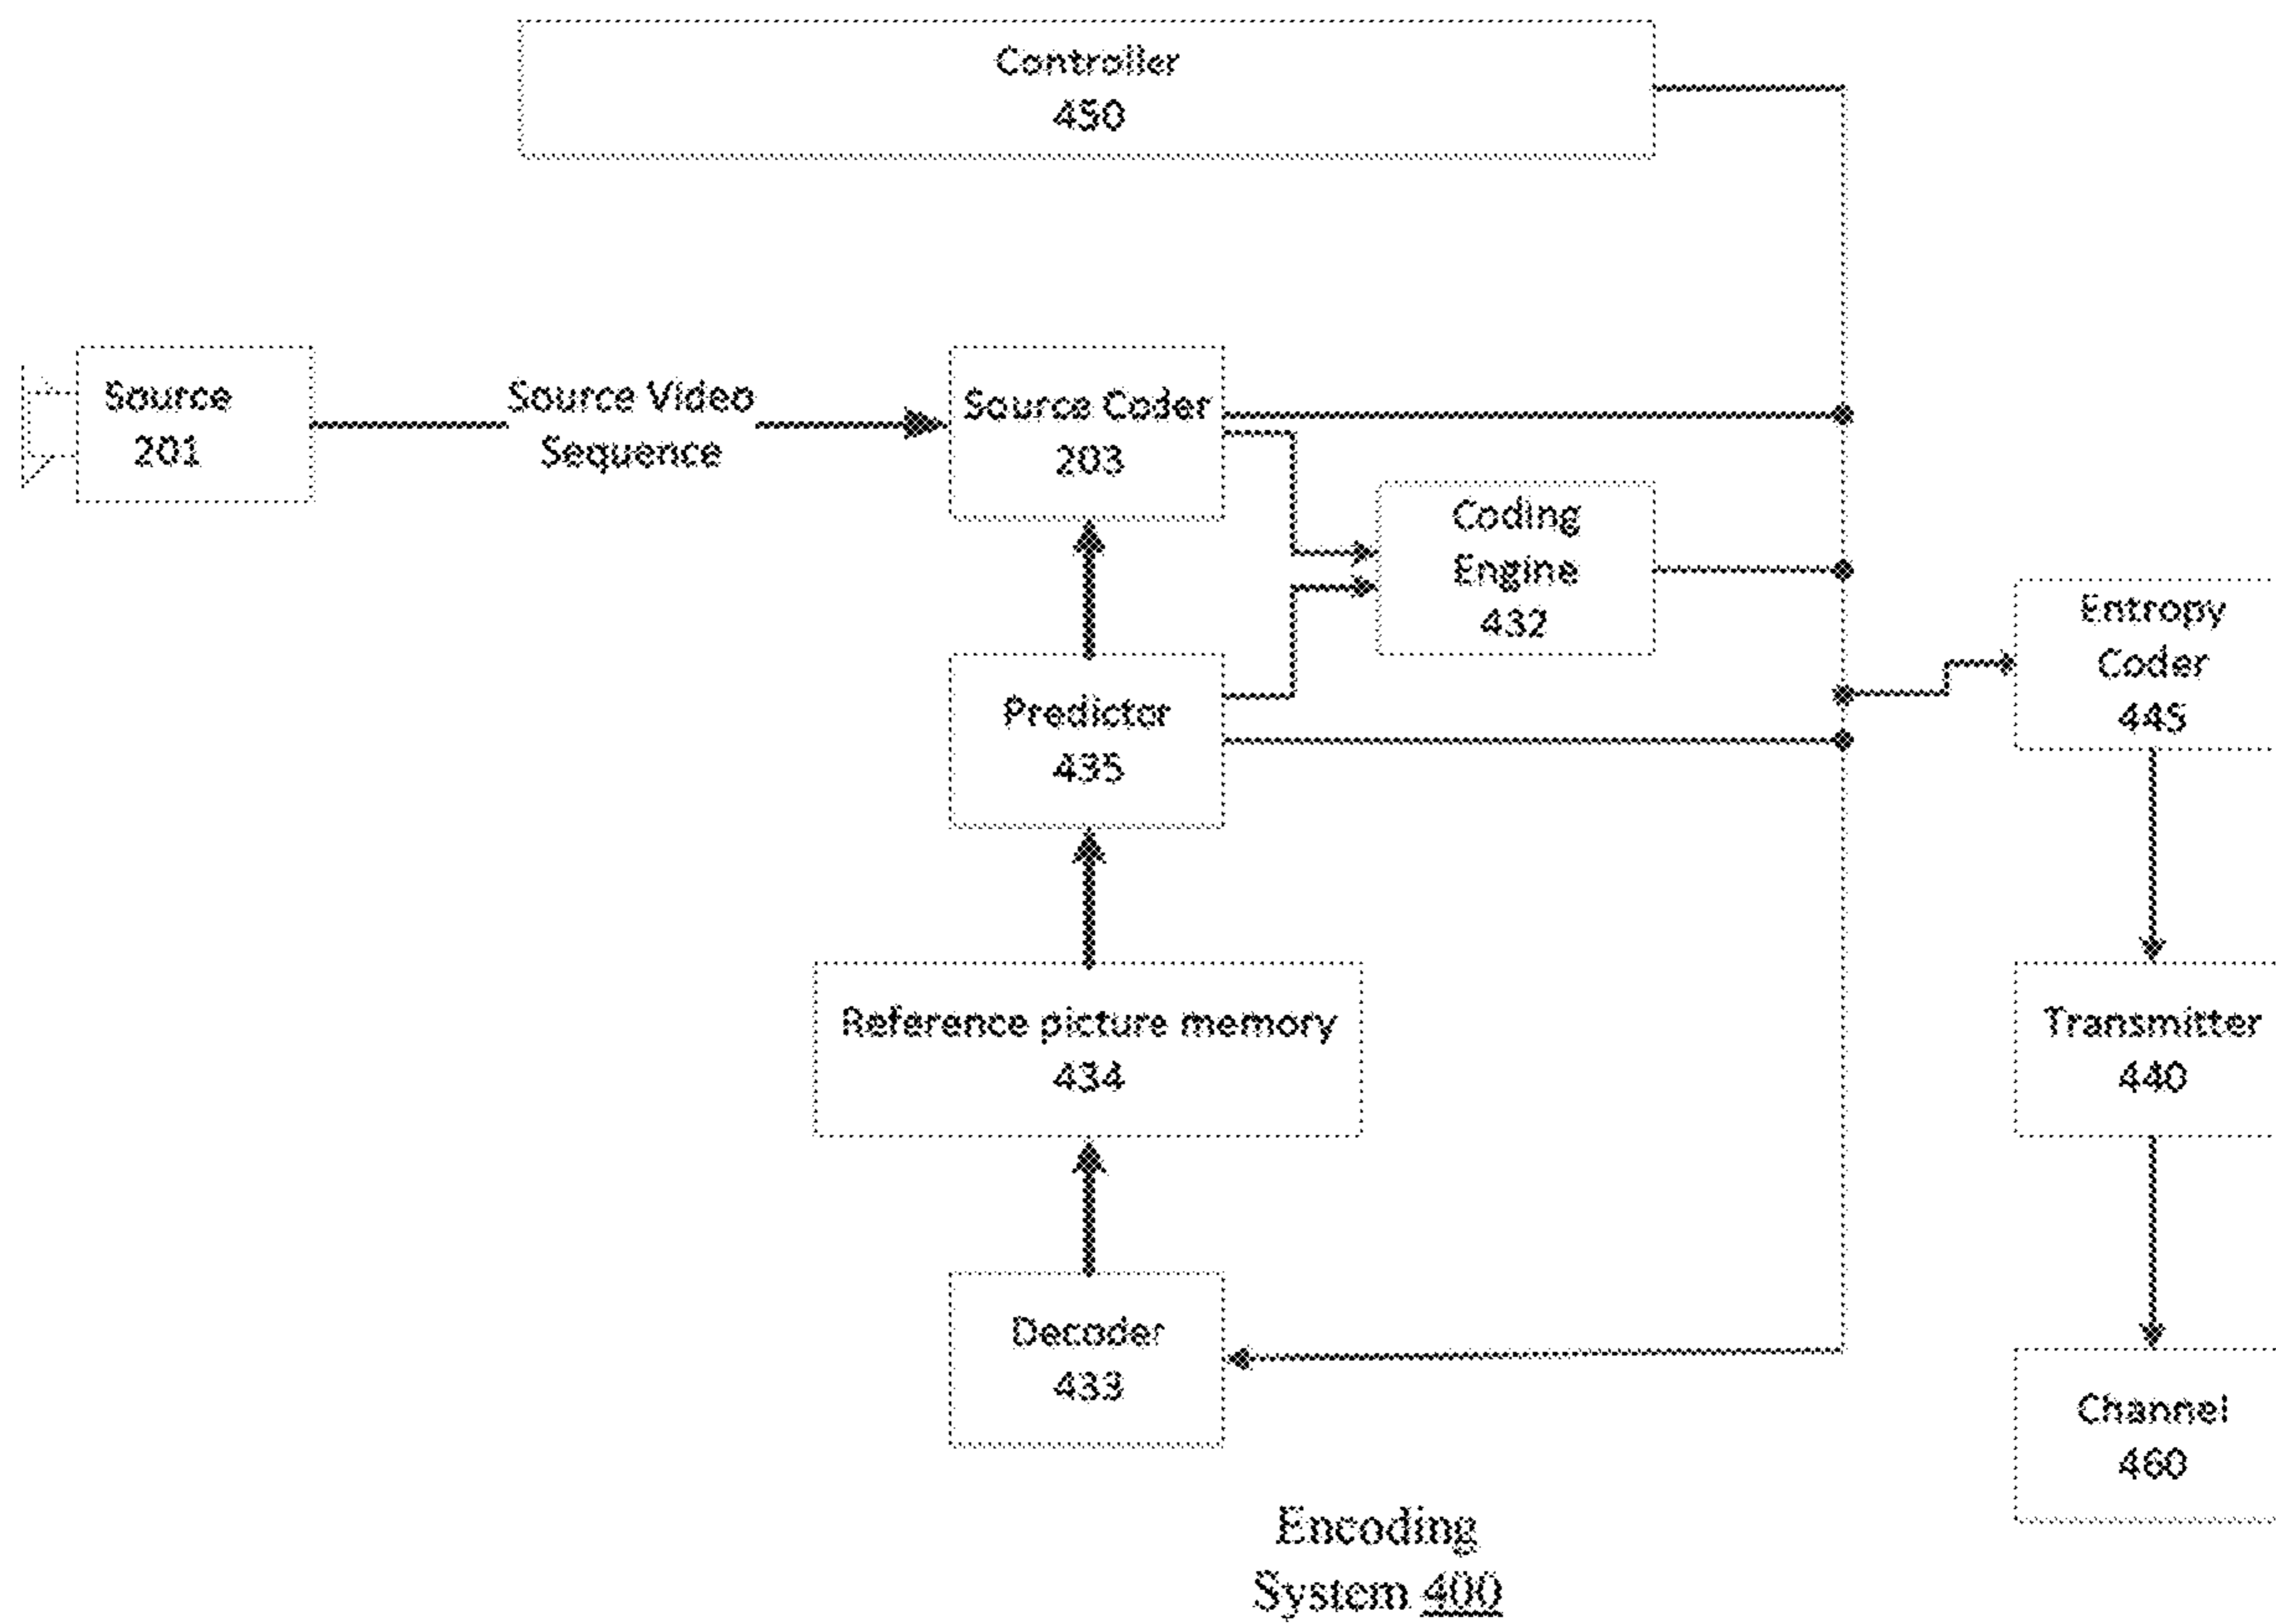 Controller
450
Source
201
Source Video
Sequence
Source Coder
203
Coding
Engine
432
Entropy
Coder
445
Predictor
435
Reference picture memory
434
Transmitter
440
Decoder
433
Channel
460
Encoding
System 400